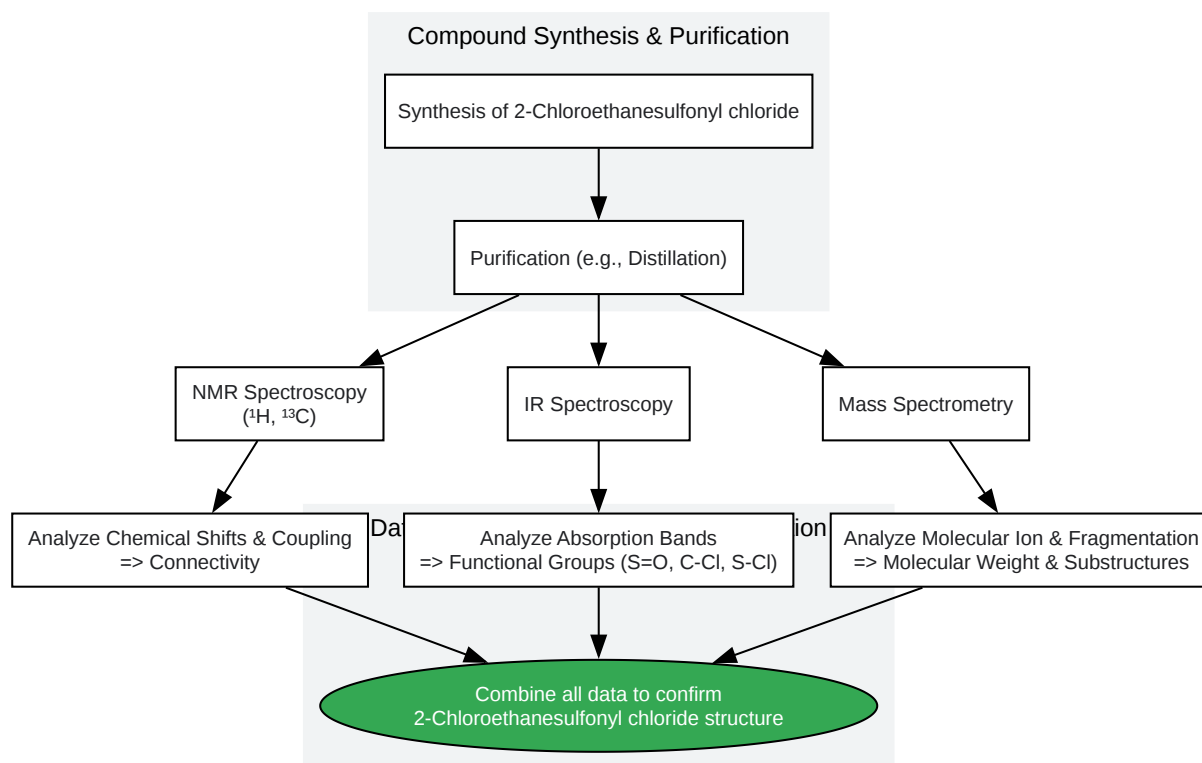 Compound Synthesis & Purification
Synthesis of 2-Chloroethanesulfonyl chloride
Purification (e.g., Distillation)
NMR Spectroscopy
(¹H, ¹³C)
IR Spectroscopy
Mass Spectrometry
Analyze Chemical Shifts & Coupling
=> Connectivity
Analyze Absorption Bands
=> Functional Groups (S=O, C-Cl, S-Cl)
Analyze Molecular Ion & Fragmentation
=> Molecular Weight & Substructures
Combine all data to confirm
2-Chloroethanesulfonyl chloride structure